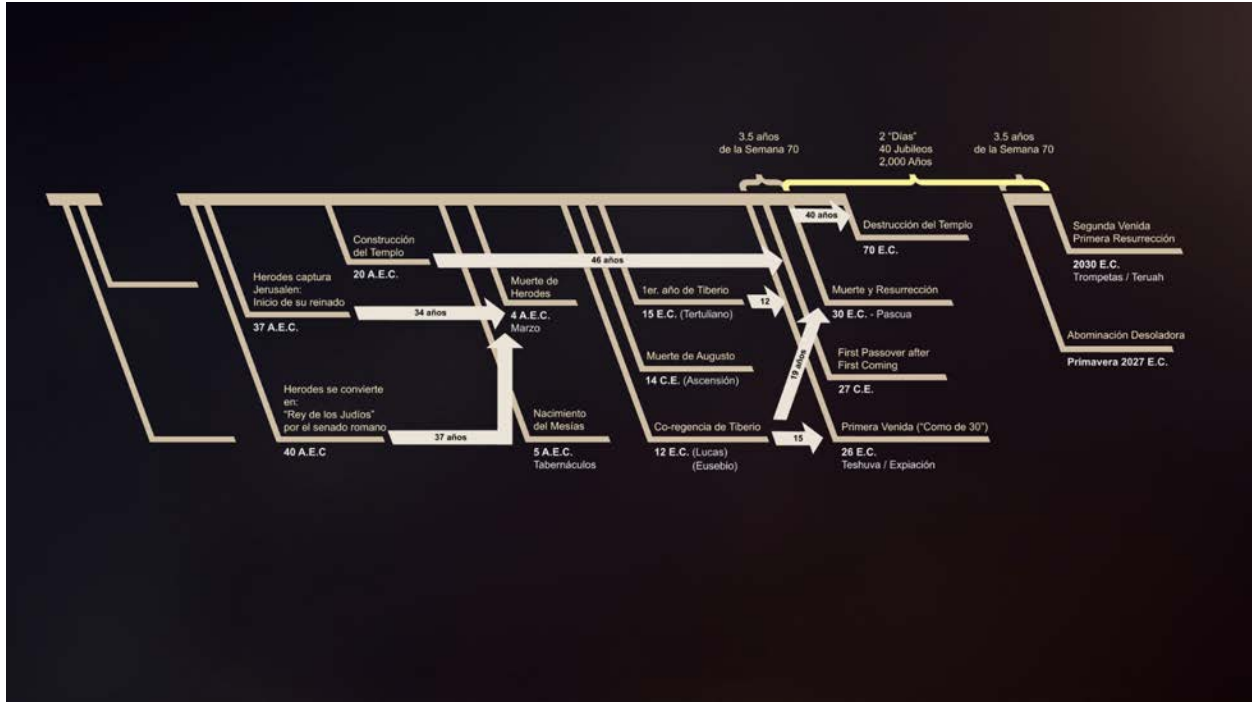 3.5 años
de la Semana 70
2 "Días"
40 Jubileos
2,000 Años
3.5 años
de la Semana 70
40 años
Destrucción del Templo
70 E.C.
Segunda Venida
Primera Resurrección
2030 E.C.
Trompetas / Teruah
Construcción
del Templo
20 A.E.C.
46 años
Herodes captura
Jerusalen:
Inicio de su reinado
37 A.E.C.
34 años
Muerte de
Herodes
4 A.E.C.
Marzo
1er. año de Tiberio
15 E.C. (Tertuliano)
12
Muerte y Resurrección
30 E.C. - Pascua
Abominación Desoladora
Primavera 2027 E.C.
Muerte de Augusto
14 C.E. (Ascensión)
19 años
First Passover after
First Coming
27 C.E.
Herodes se convierte
en:
"Rey de los Judíos"
por el senado romano
40 A.E.C
37 años
Nacimiento
del Mesías
5 A.E.C.
Tabernáculos
Co-regencia de Tiberio
12 E.C. (Lucas)
(Eusebio)
15
Primera Venida ("Como de 30")
26 E.C.
Teshuva / Expiación